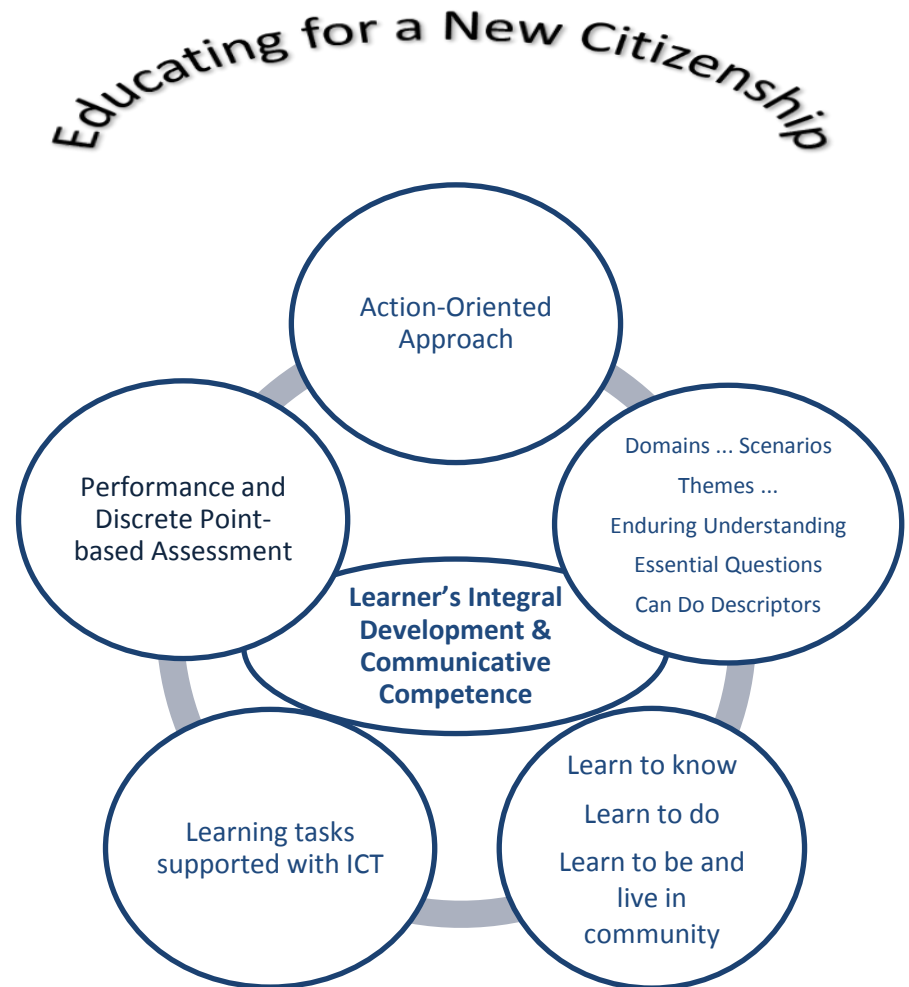 Educating for a New Citizenship
Action-Oriented
Approach
Domains ... Scenarios
Themes ...
Enduring Understanding
Essential Questions
Can Do Descriptors
Performance and
Discrete Point-
based Assessment
Learner’s Integral
Development &
Communicative
Competence
Learn to know
Learn to do
Learn to be and
live in
community
Learning tasks
supported with ICT